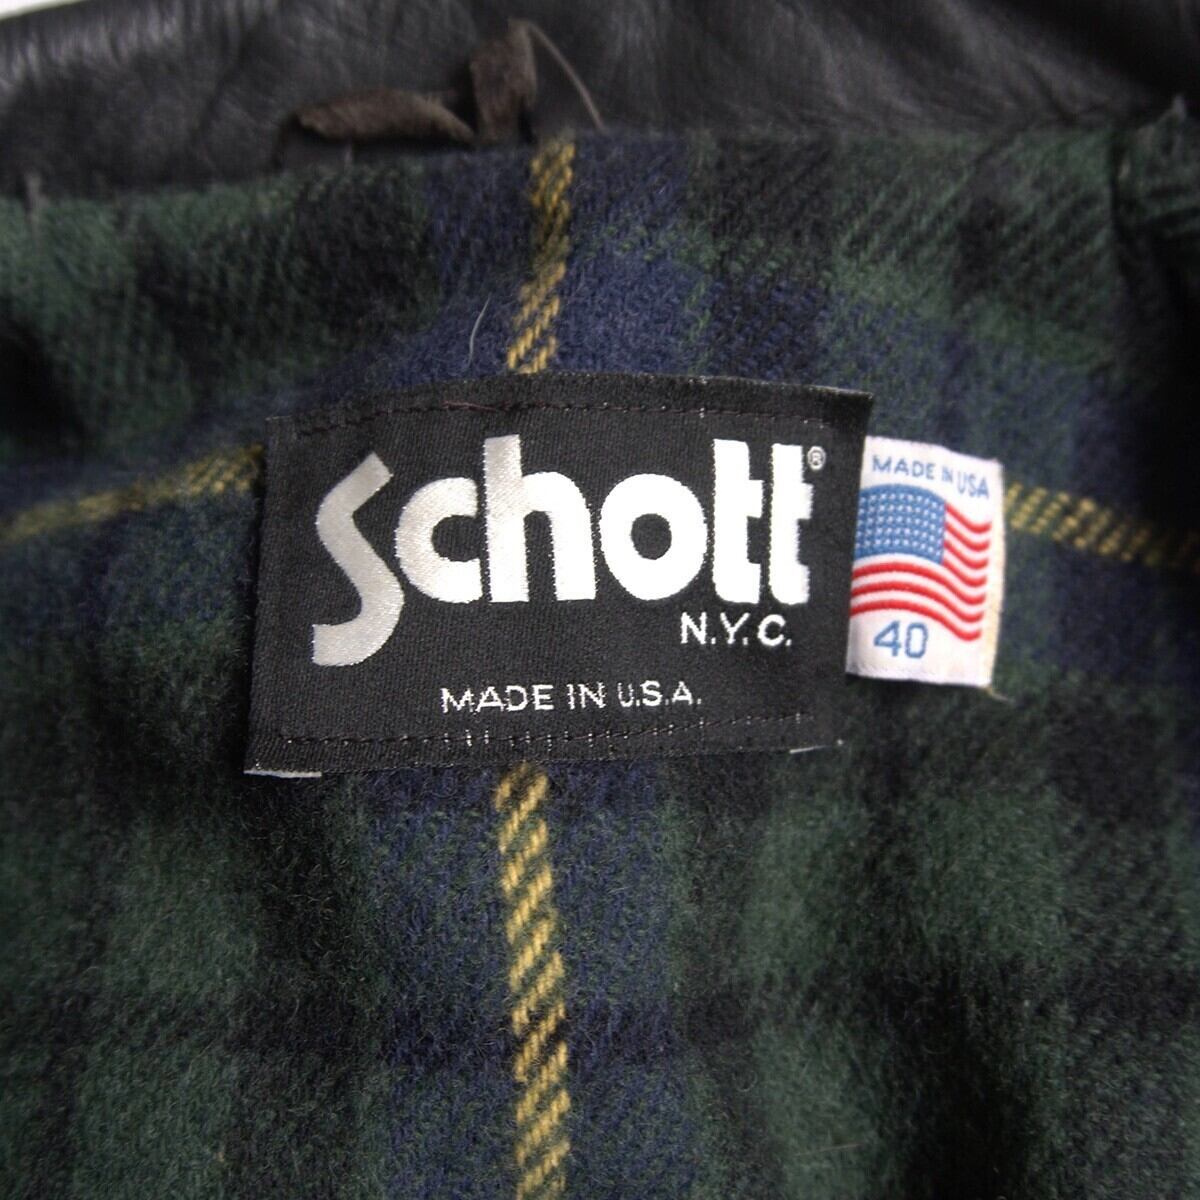 Schott®
N.Y.C.
MADE IN U.S.A.
MADE IN USA
40